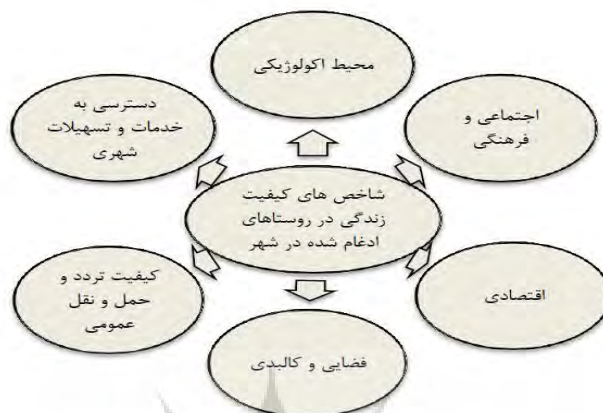 محیط اکولوژیکی
اجتماعی و
فرهنگی
دسترسی به
خدمات و تسهیلات
شهری
شاخص های کیفیت
زندگی در روستاهای
ادغام شده در شهر
کیفیت تردد و
حمل و نقل
عمومی
اقتصادی
فضایی و کالبدی